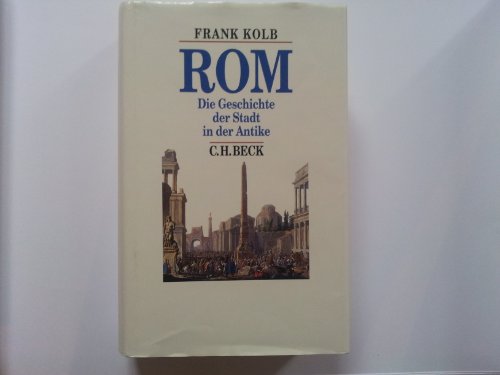 FRANK KOLB
ROM
Die Geschichte
der Stadt
in der Antike
C.H.BECK